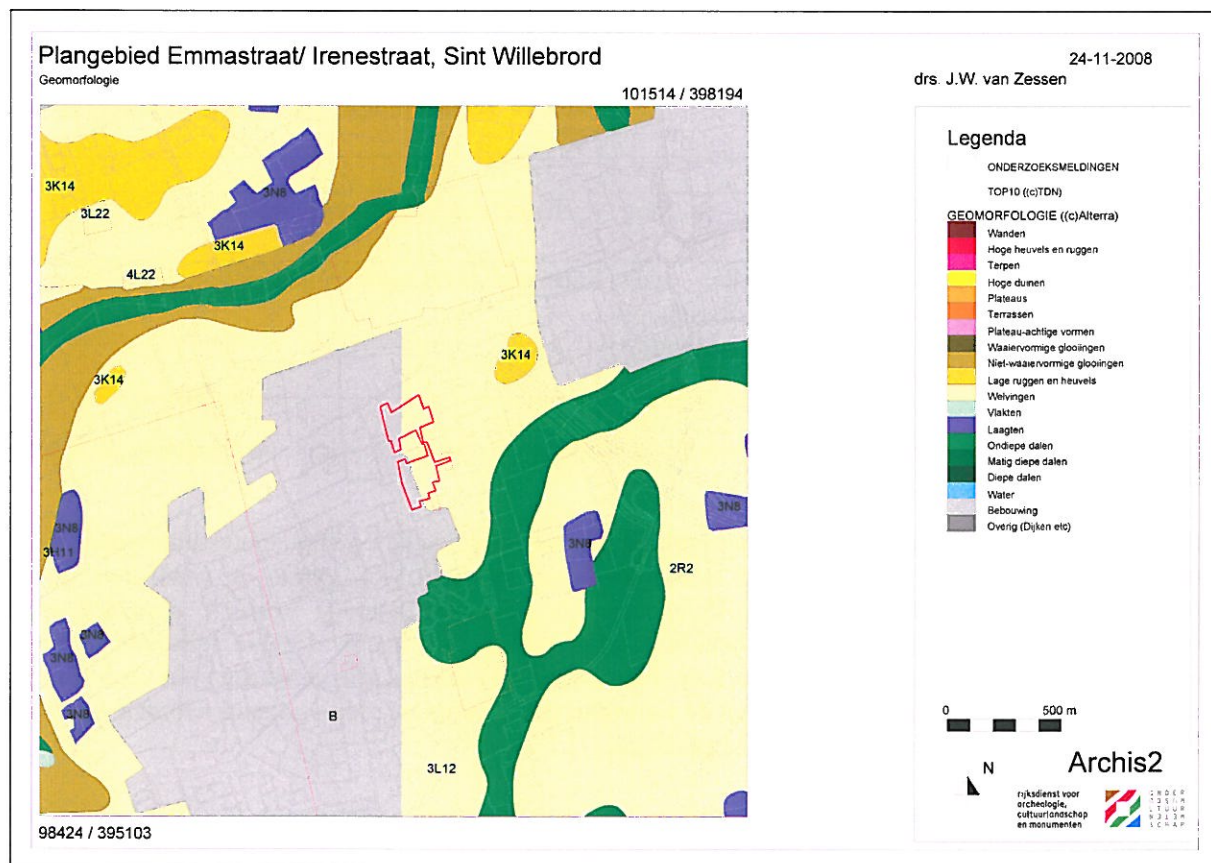 Plangebied Emmastraat/ Irenestraat, Sint Willebrord
24-11-2008
Geomorfologie
drs. J.W. van Zessen
101514 / 398194
3K14
3L22
3N8
3K14
4L22
3K14
3K14
3N8
3H11
3N8
3N8
3N8
3N8
3N8
2R2
B
3L12
98424 / 395103
Legenda
ONDERZOEKSMELDINGEN
TOP10 ((c)TDN)
GEOMORFOLOGIE ((c)Alterra)
Wanden
Hoge heuvels en ruggen
Terpen
Hoge duinen
Plateaus
Terrassen
Plateau-achtige vormen
Waaiervormige glooiingen
Niet-waaiervormige glooiingen
Lage ruggen en heuvels
Welvingen
Vlakten
Laagten
Ondiepe dalen
Matig diepe dalen
Diepe dalen
Water
Bebouwing
Overig (Dijken etc)
0 500 m
N
Archis2
rijksdienst voor
archeologie,
cultuurlandschap
en monumenten